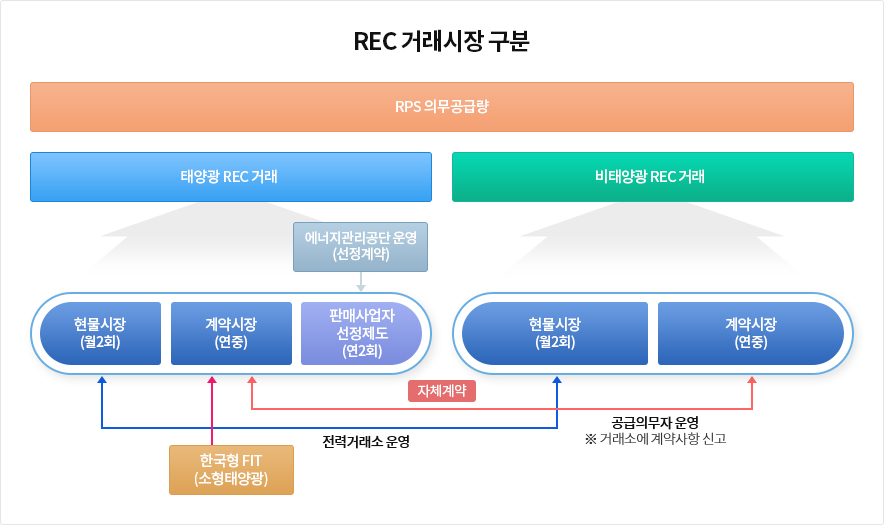 REC 거래시장 구분
RPS 의무공급량
태양광 REC 거래
비태양광 REC 거래
에너지관리공단 운영
(선정계약)
현물시장
(월2회)
계약시장
(연중)
판매사업자
선정제도
(연2회)
현물시장
(월2회)
계약시장
(연중)
자체계약
공급의무자 운영
※ 거래소에 계약사항 신고
전력거래소 운영
한국형 FIT
(소형태양광)